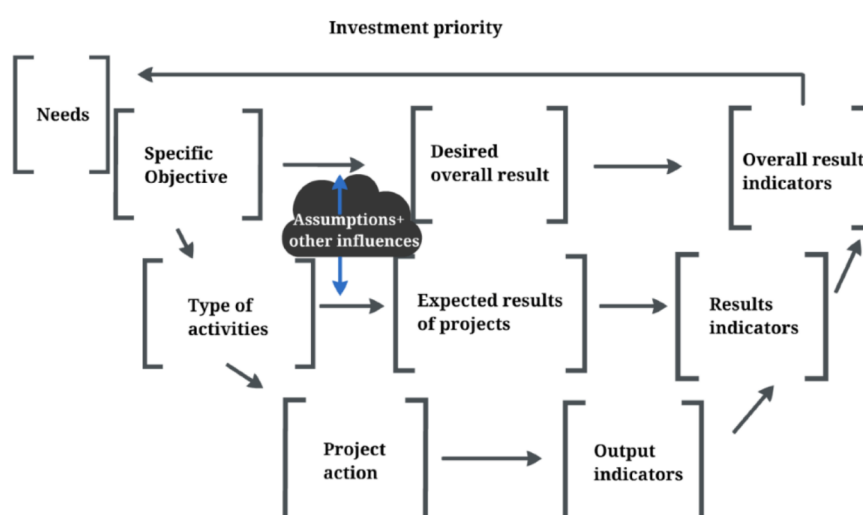 Investment priority
Needs
Specific
Objective
Desired
overall result
Overall result
indicators
Assumptions+
other influences
Type of
activities
Expected results
of projects
Results
indicators
Project
action
Output
indicators